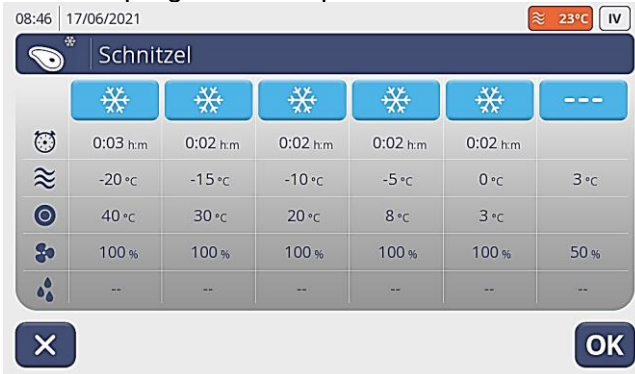 08:46 17/06/2021 23°C IV
Schnitzel
---
0:03 h:m 0:02 h:m 0:02 h:m 0:02 h:m 0:02 h:m
-20 °C -15 °C -10 °C -5 °C 0 °C 3 °C
40 °C 30 °C 20 °C 8 °C 3 °C
100 % 100 % 100 % 100 % 100 % 50 %
-- -- -- -- -- --
OK